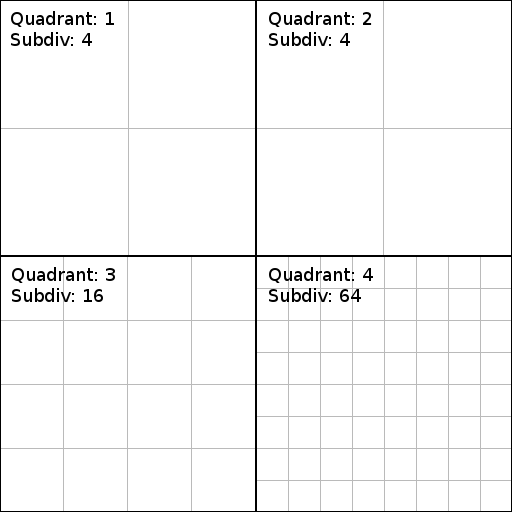 Quadrant: 1
Subdiv: 4
Quadrant: 2
Subdiv: 4
Quadrant: 3
Subdiv: 16
Quadrant: 4
Subdiv: 64